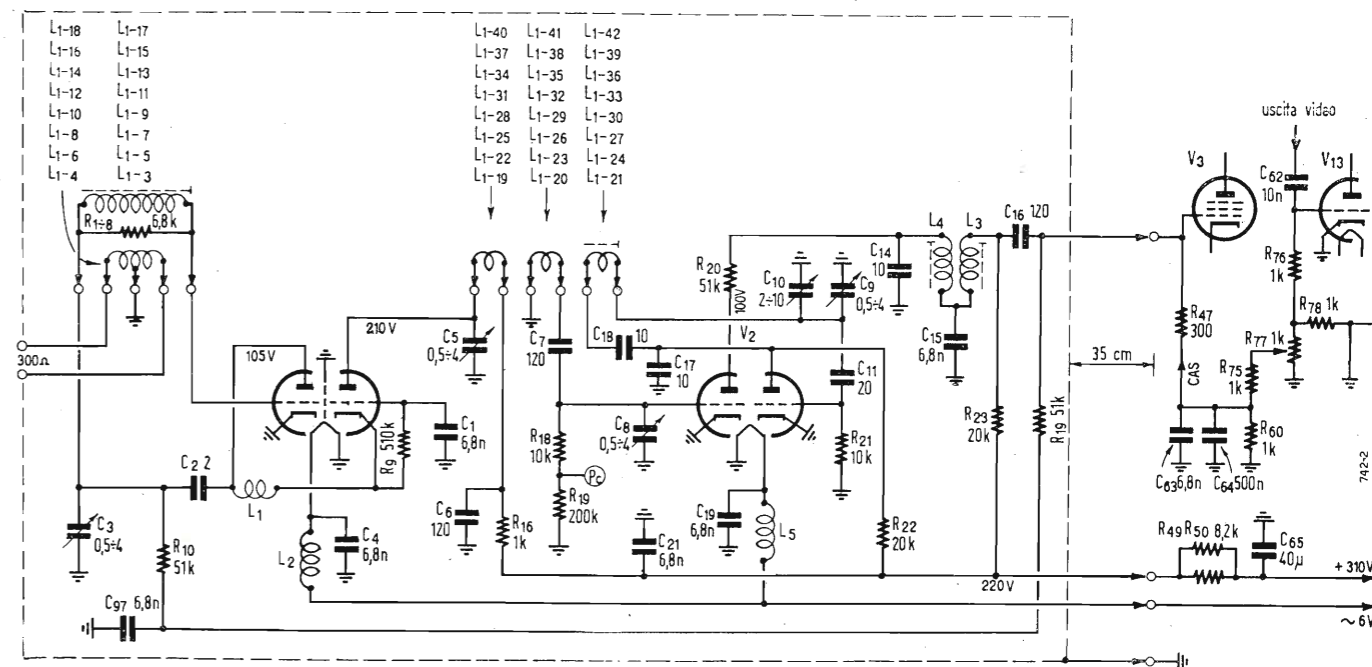 L1-18 L1-17
L1-16 L1-15
L1-14 L1-13
L1-12 L1-11
L1-10 L1-9
L1-8 L1-7
L1-6 L1-5
L1-4 L1-3
L1-40 L1-41 L1-42
L1-37 L1-38 L1-39
L1-34 L1-35 L1-36
L1-31 L1-32 L1-33
L1-28 L1-29 L1-30
L1-25 L1-26 L1-27
L1-22 L1-23 L1-24
L1-19 L1-20 L1-21
R1÷8 6,8k
300Ω
105V
210V
C5
0,5÷4
C7
120
C18 10
C17
10
R20
51k
100V
C10
2÷10
C9
0,5÷4
C14
10
L4 L3
C16 120
C15
6,8n
V2
C11
20
35 cm
uscita video
V3
V13
C62
10n
R76
1k
R78 1k
R77 1k
R47
300
CAS
R75
1k
R60
1k
C63 6,8n
C64 500n
742-2
C2 2
L1
R9 510k
C1
6,8n
C3
0,5÷4
R10
51k
L2
C4
6,8n
C97 6,8n
C6
120
R16
1k
R18
10k
Pc
R19
200k
C8
0,5÷4
C21
6,8n
C19
6,8n
L5
R21
10k
R22
20k
R23
20k
R19 51k
220V
R49 R50 8,2k
C65
40µ
+310V
~6V